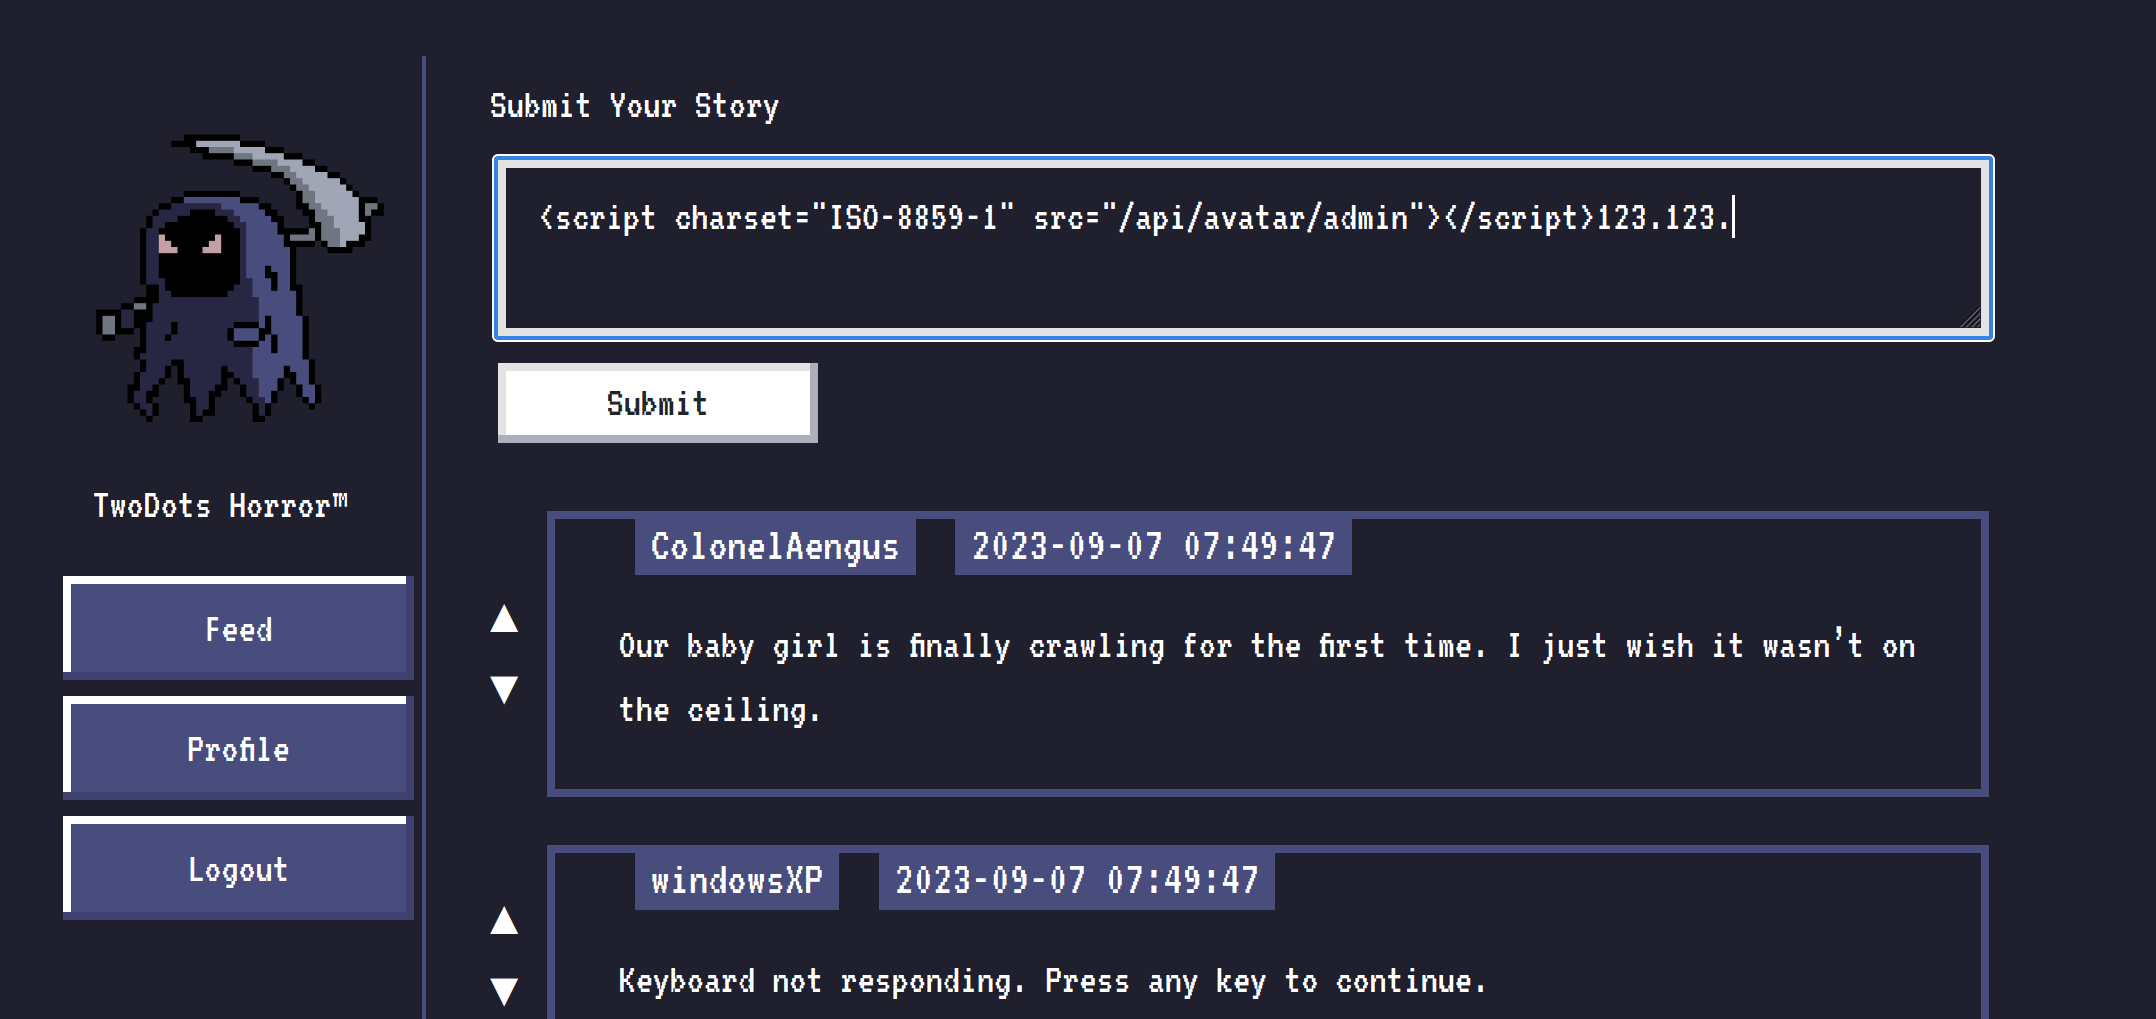 Submit Your Story
<script charset="ISO-8859-1" src="/api/avatar/admin"></script>123.123.
Submit
TwoDots Horror™
Feed
Profile
Logout
ColonelAengus 2023-09-07 07:49:47
▲
▼
Our baby girl is finally crawling for the first time. I just wish it wasn't on
the ceiling.
windowsXP 2023-09-07 07:49:47
▲
▼
Keyboard not responding. Press any key to continue.